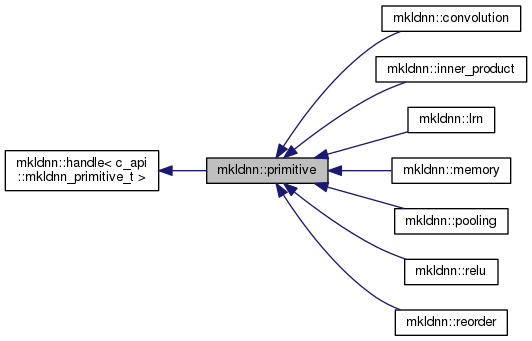 mkldnn::convolution
mkldnn::inner_product
mkldnn::lrn
mkldnn::handle< c_api
::mkldnn_primitive_t >
mkldnn::primitive
mkldnn::memory
mkldnn::pooling
mkldnn::relu
mkldnn::reorder